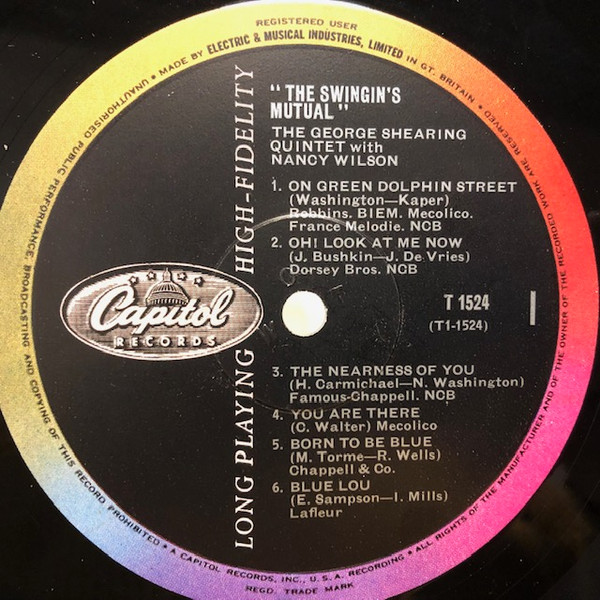 REGISTERED USER
UNAUTHORISED PUBLIC PERFORMANCE, BROADCASTING AND COPYING OF THIS RECORD PROHIBITED • A CAPITOL RECORDS, INC., U.S.A. RECORDING • ALL RIGHTS OF THE MANUFACTURER AND OF THE OWNER OF THE RECORDED WORK ARE RESERVED
• MADE BY ELECTRIC & MUSICAL INDUSTRIES, LIMITED IN GT. BRITAIN •
REGD. TRADE MARK
LONG PLAYING HIGH-FIDELITY
Capitol
RECORDS
"THE SWINGIN'S
MUTUAL"
THE GEORGE SHEARING
QUINTET with
NANCY WILSON
1. ON GREEN DOLPHIN STREET
(Washington—Kaper)
Robbins. BIEM. Mecolico.
France Melodie. NCB
2. OH! LOOK AT ME NOW
(J. Bushkin—J. De Vries)
Dorsey Bros. NCB
T 1524
(T1-1524)
I
3. THE NEARNESS OF YOU
(H. Carmichael—N. Washington)
Famous-Chappell. NCB
4. YOU ARE THERE
(C. Walter) Mecolico
5. BORN TO BE BLUE
(M. Torme—R. Wells)
Chappell & Co.
6. BLUE LOU
(E. Sampson—I. Mills)
Lafleur